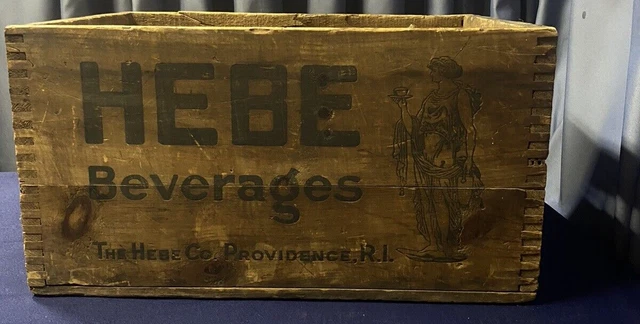 HEBE
Beverages
THE HEBE CO. PROVIDENCE, R.I.